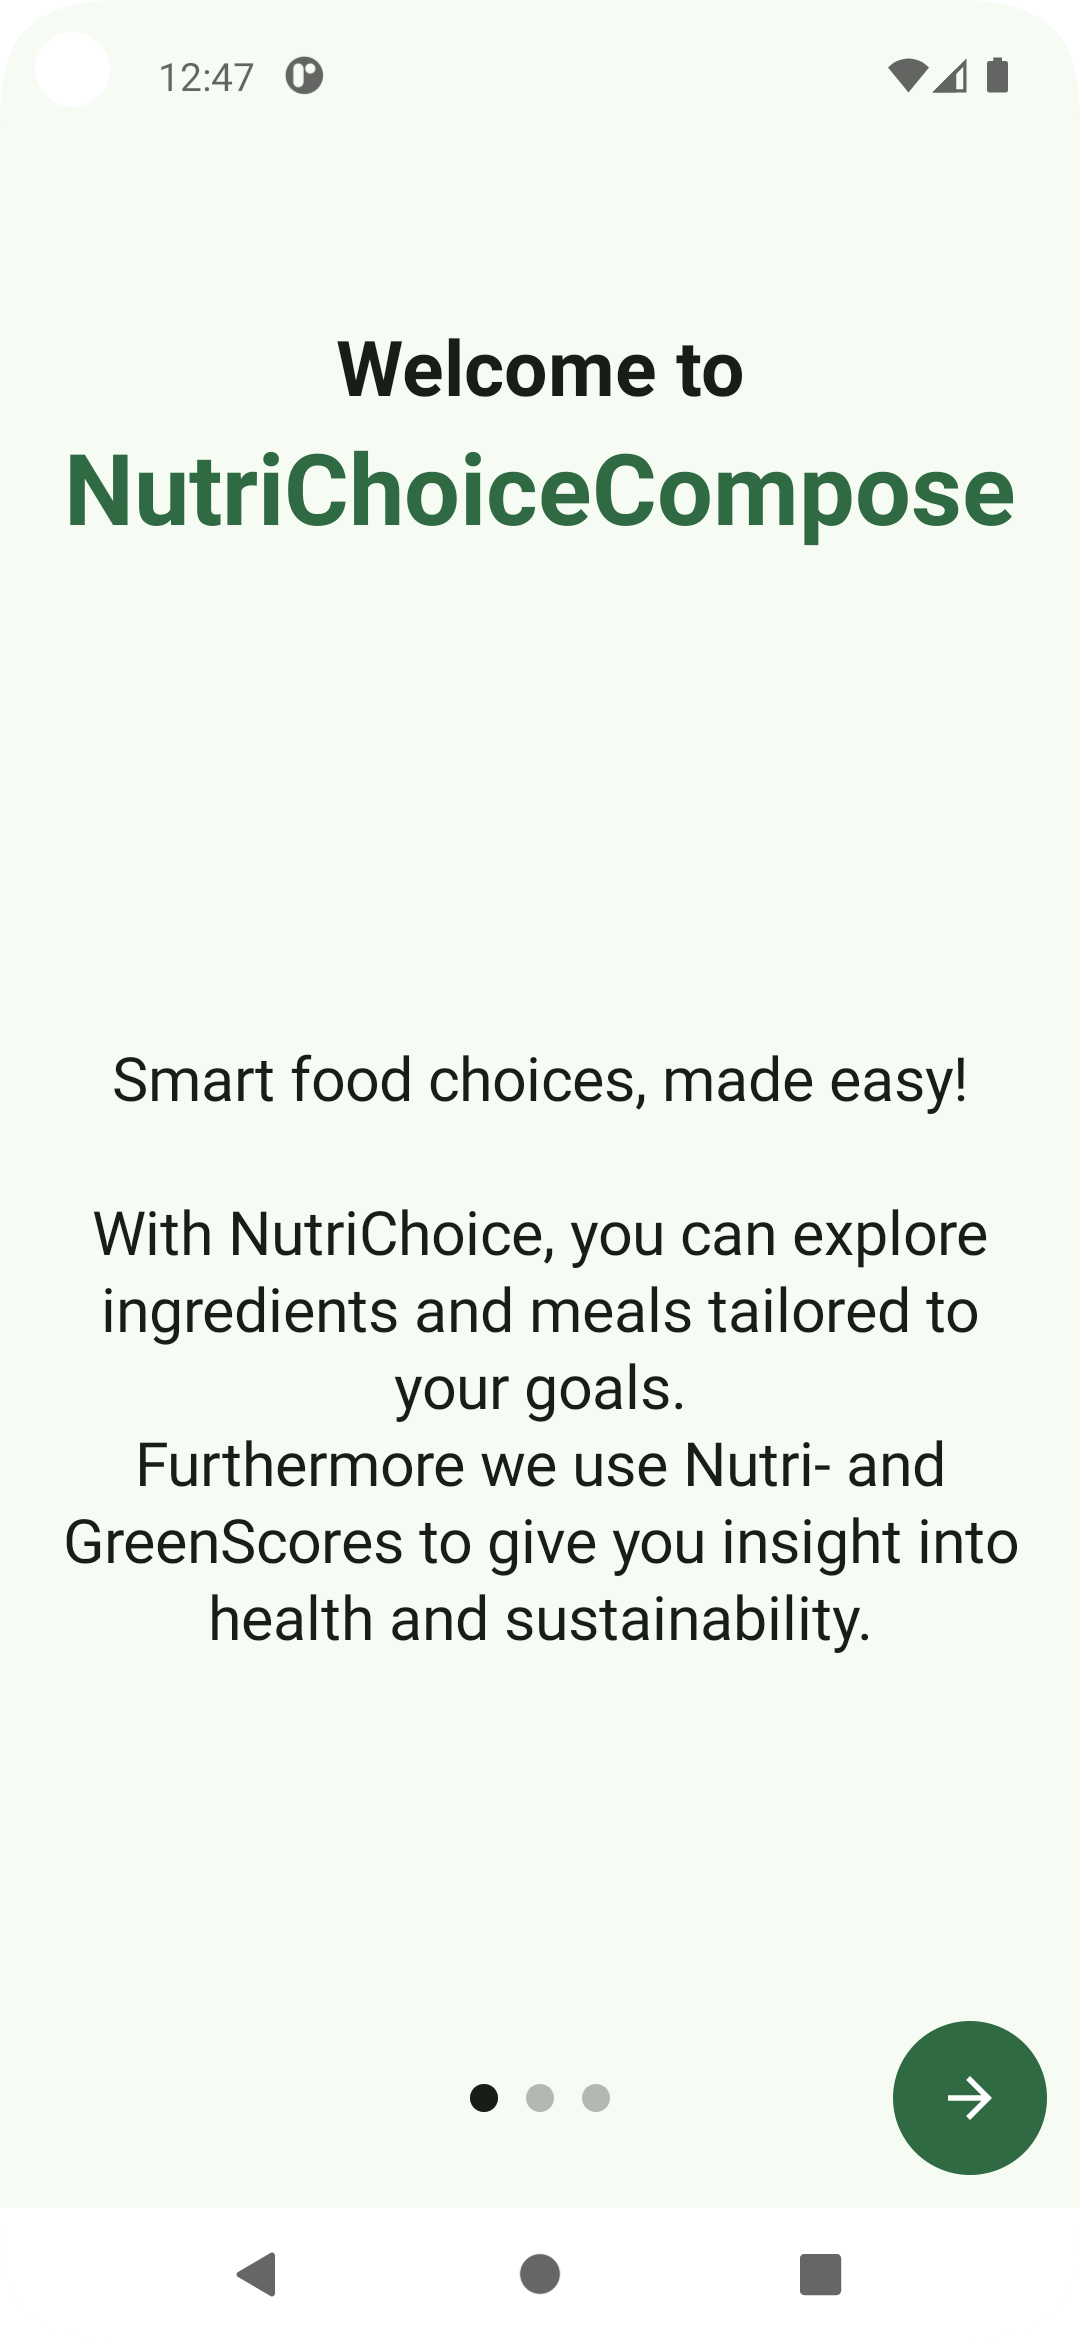 12:47
Welcome to
NutriChoiceCompose
Smart food choices, made easy!
With NutriChoice, you can explore
ingredients and meals tailored to
your goals.
Furthermore we use Nutri- and
GreenScores to give you insight into
health and sustainability.